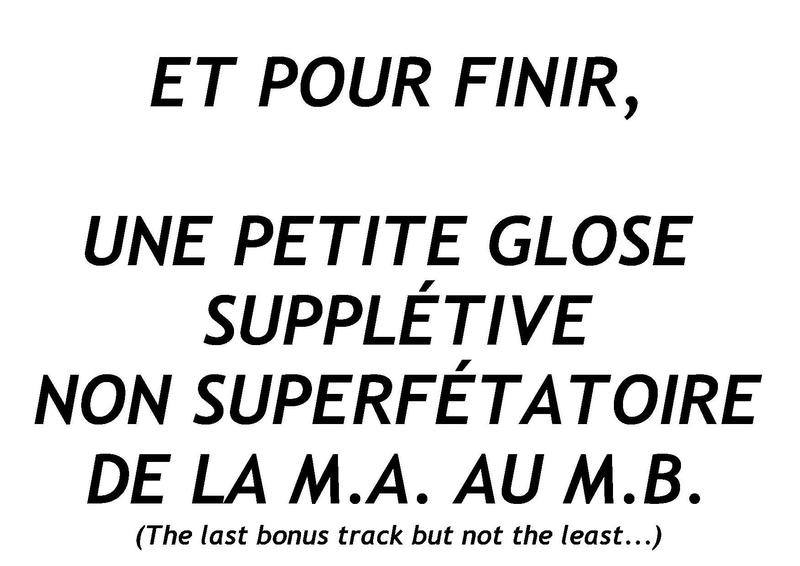 ET POUR FINIR,
UNE PETITE GLOSE
SUPPLÉTIVE
NON SUPERFÉTATOIRE
DE LA M.A. AU M.B.
(The last bonus track but not the least...)